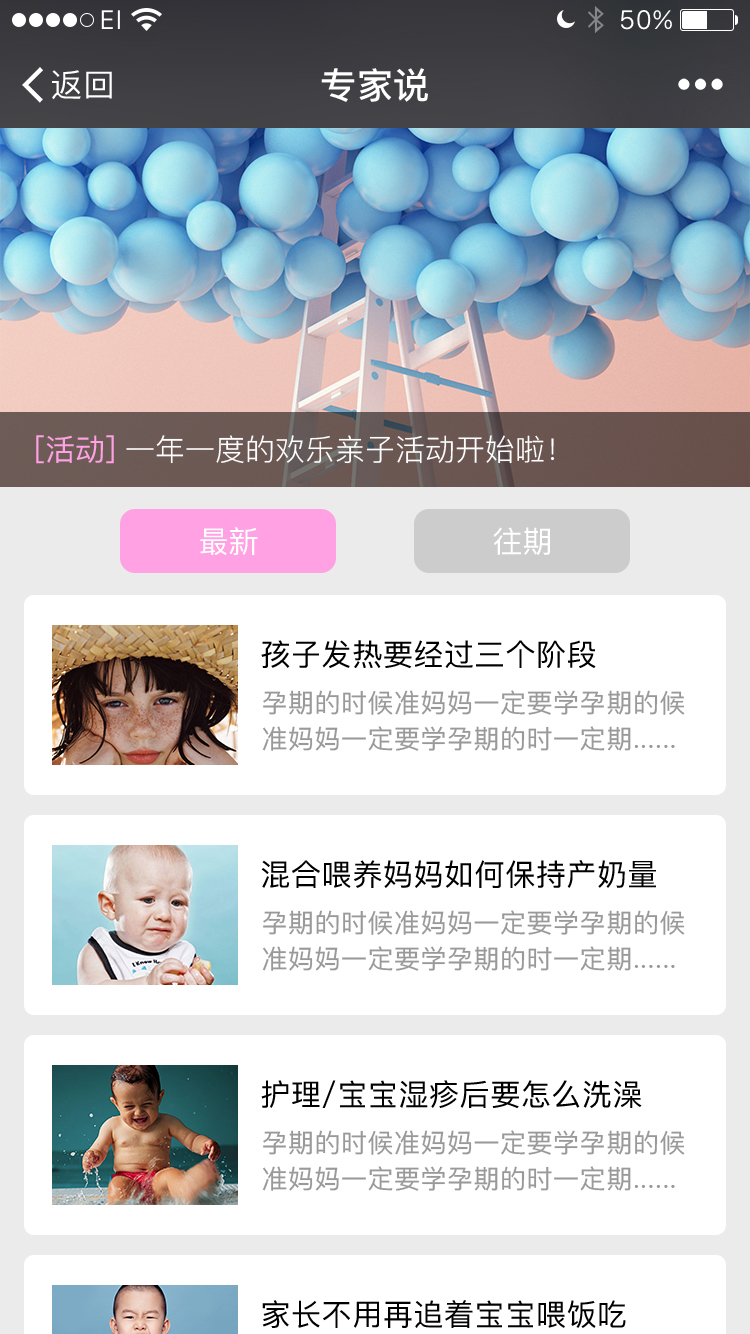 EI
50%
返回
专家说
[活动] 一年一度的欢乐亲子活动开始啦！
最新
往期
孩子发热要经过三个阶段
孕期的时候准妈妈一定要学孕期的候
准妈妈一定要学孕期的时一定期……
混合喂养妈妈如何保持产奶量
孕期的时候准妈妈一定要学孕期的候
准妈妈一定要学孕期的时一定期……
护理/宝宝湿疹后要怎么洗澡
孕期的时候准妈妈一定要学孕期的候
准妈妈一定要学孕期的时一定期……
家长不用再追着宝宝喂饭吃